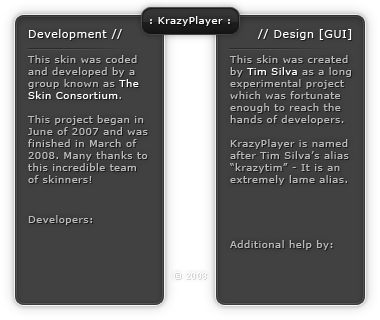 : KrazyPlayer :
Development //
This skin was coded
and developed by a
group known as The
Skin Consortium.
This project began in
June of 2007 and was
finished in March of
2008. Many thanks to
this incredible team
of skinners!
Developers:
// Design [GUI]
This skin was created
by Tim Silva as a long
experimental project
which was fortunate
enough to reach the
hands of developers.
KrazyPlayer is named
after Tim Silva's alias
“krazytim” - It is an
extremely lame alias.
Additional help by:
© 2008